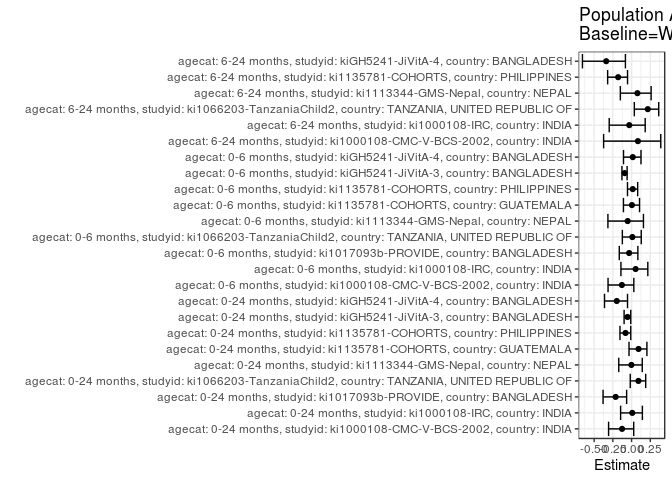 Population A
Baseline=W
agecat: 6-24 months, studyid: kiGH5241-JiVitA-4, country: BANGLADESH
agecat: 6-24 months, studyid: ki1135781-COHORTS, country: PHILIPPINES
agecat: 6-24 months, studyid: ki1113344-GMS-Nepal, country: NEPAL
agecat: 6-24 months, studyid: ki1066203-TanzaniaChild2, country: TANZANIA, UNITED REPUBLIC OF
agecat: 6-24 months, studyid: ki1000108-IRC, country: INDIA
agecat: 6-24 months, studyid: ki1000108-CMC-V-BCS-2002, country: INDIA
agecat: 0-6 months, studyid: kiGH5241-JiVitA-4, country: BANGLADESH
agecat: 0-6 months, studyid: kiGH5241-JiVitA-3, country: BANGLADESH
agecat: 0-6 months, studyid: ki1135781-COHORTS, country: PHILIPPINES
agecat: 0-6 months, studyid: ki1135781-COHORTS, country: GUATEMALA
agecat: 0-6 months, studyid: ki1113344-GMS-Nepal, country: NEPAL
agecat: 0-6 months, studyid: ki1066203-TanzaniaChild2, country: TANZANIA, UNITED REPUBLIC OF
agecat: 0-6 months, studyid: ki1017093b-PROVIDE, country: BANGLADESH
agecat: 0-6 months, studyid: ki1000108-IRC, country: INDIA
agecat: 0-6 months, studyid: ki1000108-CMC-V-BCS-2002, country: INDIA
agecat: 0-24 months, studyid: kiGH5241-JiVitA-4, country: BANGLADESH
agecat: 0-24 months, studyid: kiGH5241-JiVitA-3, country: BANGLADESH
agecat: 0-24 months, studyid: ki1135781-COHORTS, country: PHILIPPINES
agecat: 0-24 months, studyid: ki1135781-COHORTS, country: GUATEMALA
agecat: 0-24 months, studyid: ki1113344-GMS-Nepal, country: NEPAL
agecat: 0-24 months, studyid: ki1066203-TanzaniaChild2, country: TANZANIA, UNITED REPUBLIC OF
agecat: 0-24 months, studyid: ki1017093b-PROVIDE, country: BANGLADESH
agecat: 0-24 months, studyid: ki1000108-IRC, country: INDIA
agecat: 0-24 months, studyid: ki1000108-CMC-V-BCS-2002, country: INDIA
-0.50 -0.25 0.00 0.25
Estimate